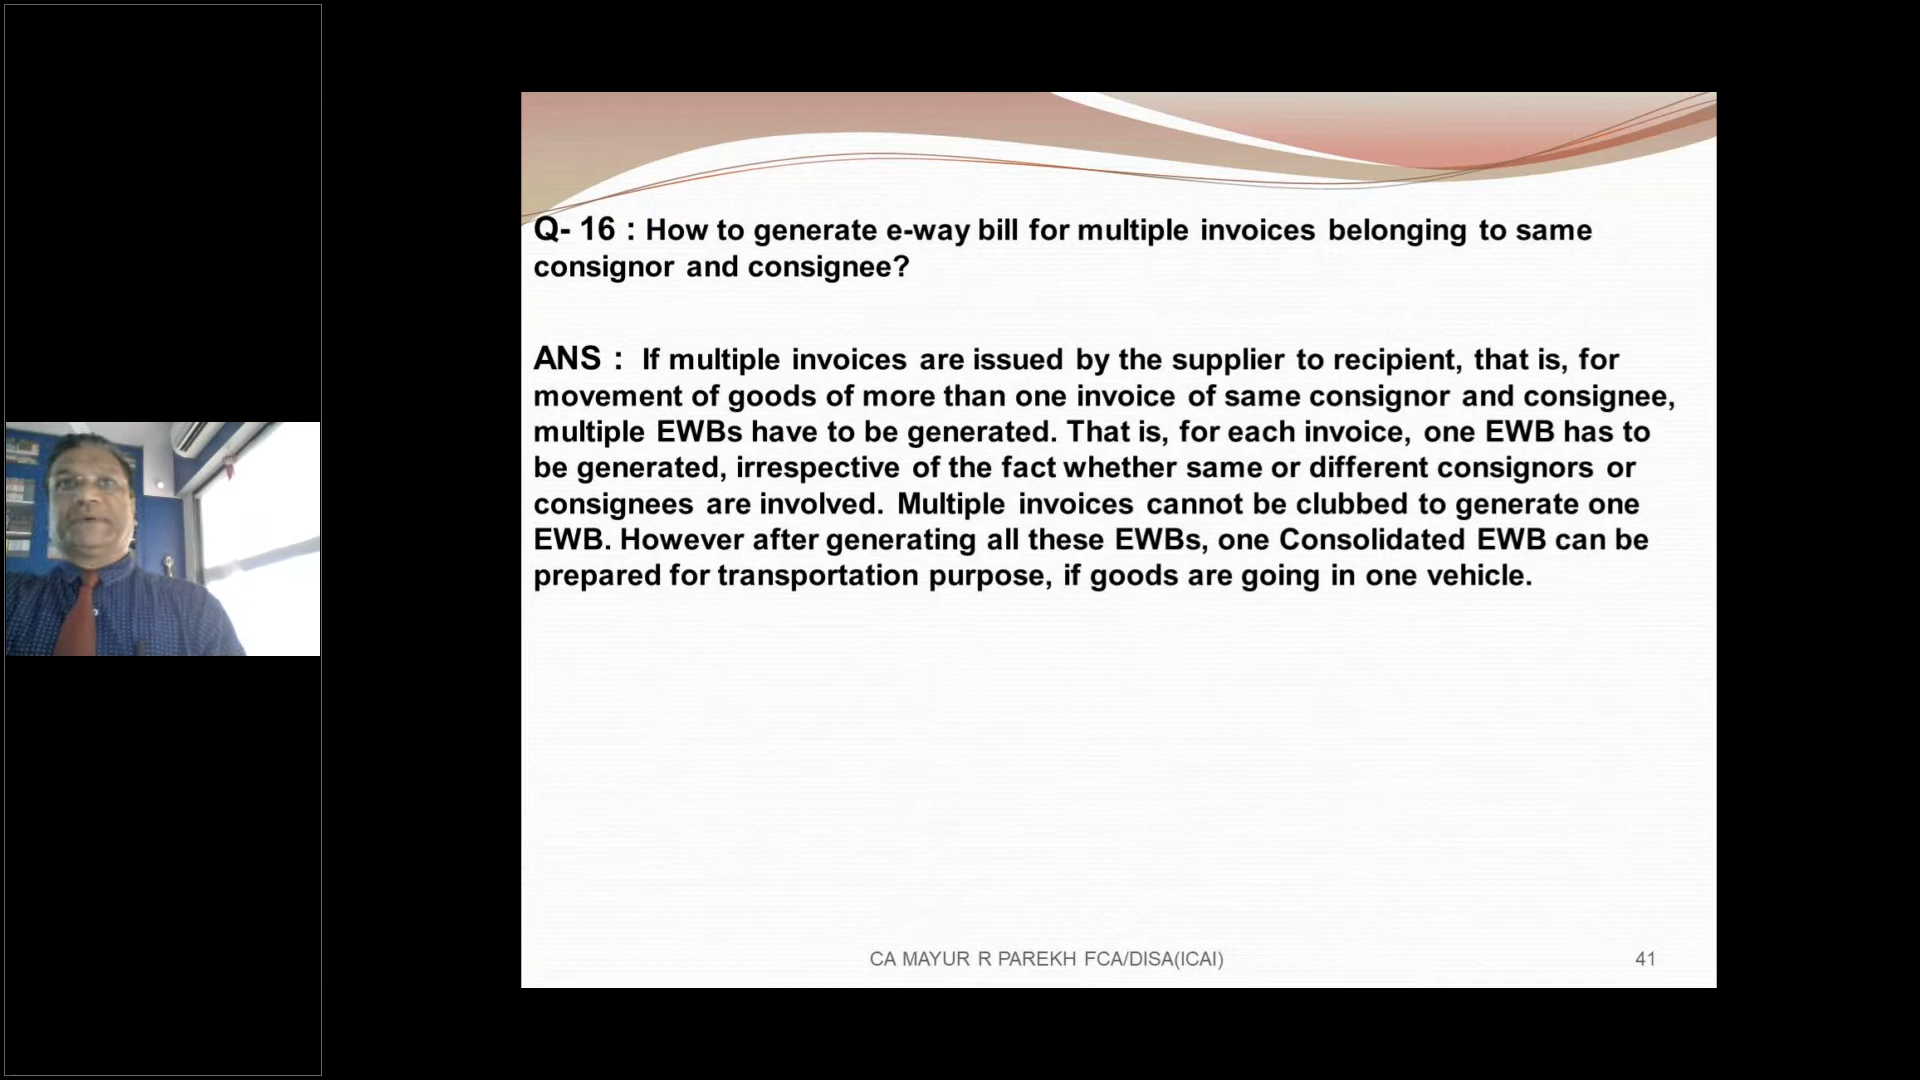 Q- 16 : How to generate e-way bill for multiple invoices belonging to same
consignor and consignee?
ANS : If multiple invoices are issued by the supplier to recipient, that is, for
movement of goods of more than one invoice of same consignor and consignee,
multiple EWBs have to be generated. That is, for each invoice, one EWB has to
be generated, irrespective of the fact whether same or different consignors or
consignees are involved. Multiple invoices cannot be clubbed to generate one
EWB. However after generating all these EWBs, one Consolidated EWB can be
prepared for transportation purpose, if goods are going in one vehicle.
CA MAYUR R PAREKH FCA/DISA(ICAI)
41